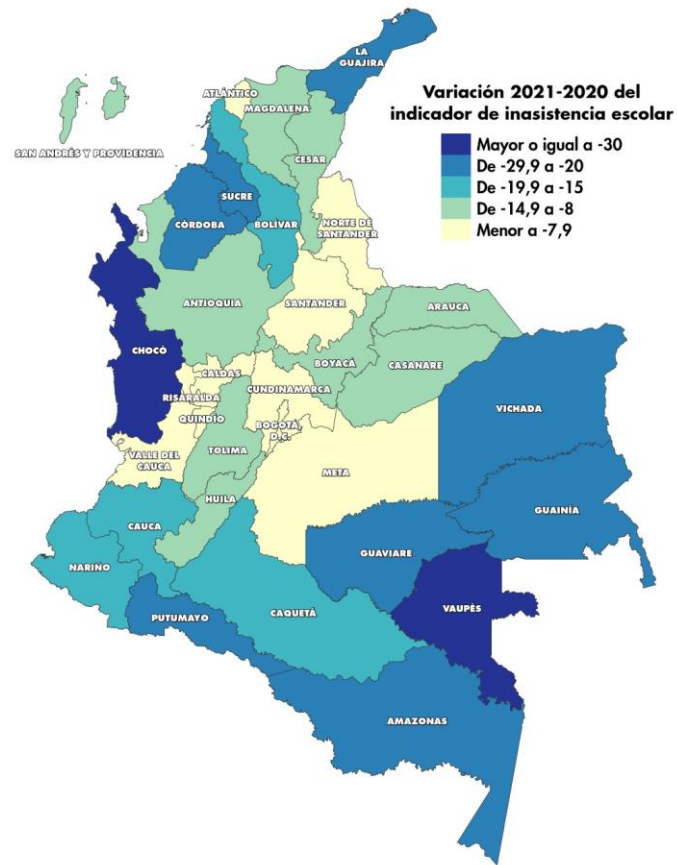 Variación 2021-2020 del
indicador de inasistencia escolar
Mayor o igual a -30
De -29,9 a -20
De -19,9 a -15
De -14,9 a -8
Menor a -7,9
LA
GUAJIRA
ATLÁNTICO
MAGDALENA
SAN ANDRÉS Y PROVIDENCIA
CESAR
SUCRE
CÓRDOBA
BOLÍVAR
NORTE DE
SANTANDER
ANTIOQUIA
SANTANDER
ARAUCA
CHOCÓ
BOYACÁ
CASANARE
CALDAS
CUNDINAMARCA
RISARALDA
VICHADA
QUINDÍO
BOGOTÁ
D.C.
VALLE DEL
CAUCA
TOLIMA
META
HUILA
GUAINÍA
CAUCA
GUAVIARE
NARINO
VAUPÈS
PUTUMAYO
CAQUETÀ
AMAZONAS